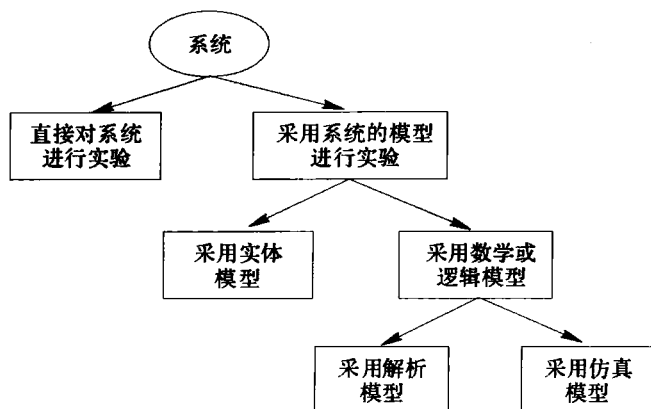 系统
直接对系统
进行实验
采用系统的模型
进行实验
采用实体
模型
采用数学或
逻辑模型
采用解析
模型
采用仿真
模型